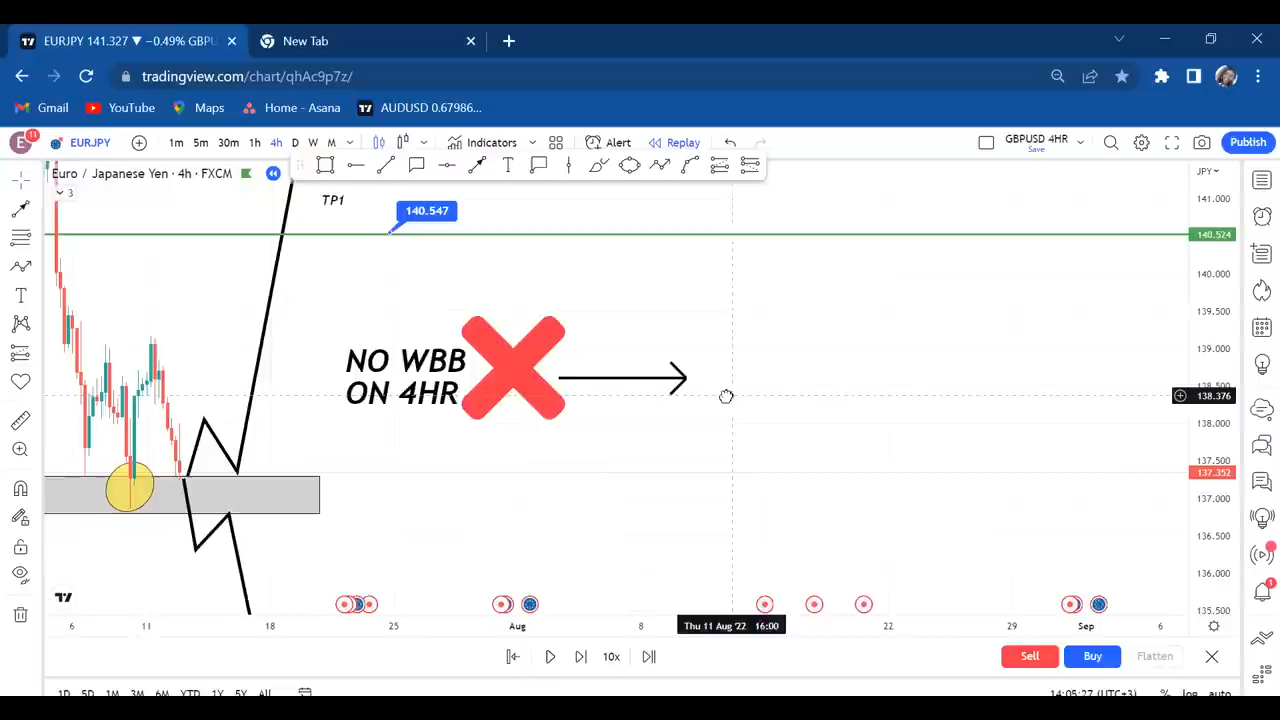 EURJPY 141.327 ▼ −0.49% GBPU
New Tab
tradingview.com/chart/qhAc9p7z/
Gmail YouTube Maps Home - Asana AUDUSD 0.67986...
E 11 EURJPY 1m 5m 30m 1h 4h D W M Indicators Alert Replay GBPUSD 4HR Save Publish
Euro / Japanese Yen · 4h · FXCM
3
JPY
TP1
140.547
141.000
140.524
140.000
139.500
139.000
138.500
138.376
138.000
137.500
137.352
137.000
136.500
136.000
135.500
NO WBB
ON 4HR
6 11 18 25 Aug 8 Thu 11 Aug '22 16:00 22 29 Sep 6
10x Sell Buy Flatten
1D 5D 1M 3M 6M YTD 1Y 5Y All 14:05:27 (UTC+3) % log auto
1